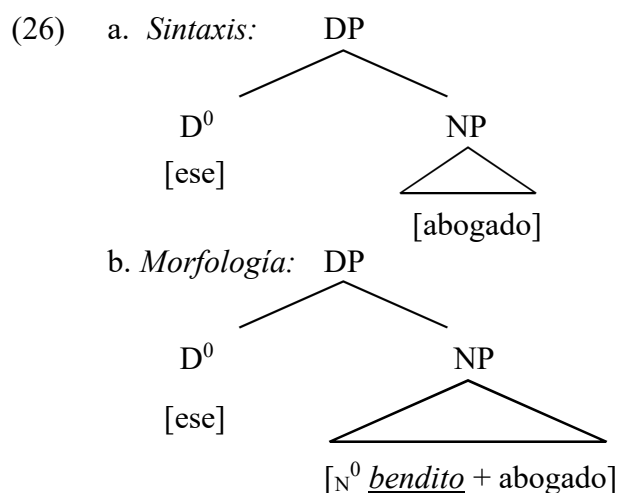 (26) a. Sintaxis: DP
D⁰ NP
[ese]
[abogado]
b. Morfología: DP
D⁰ NP
[ese]
[N⁰ bendito + abogado]